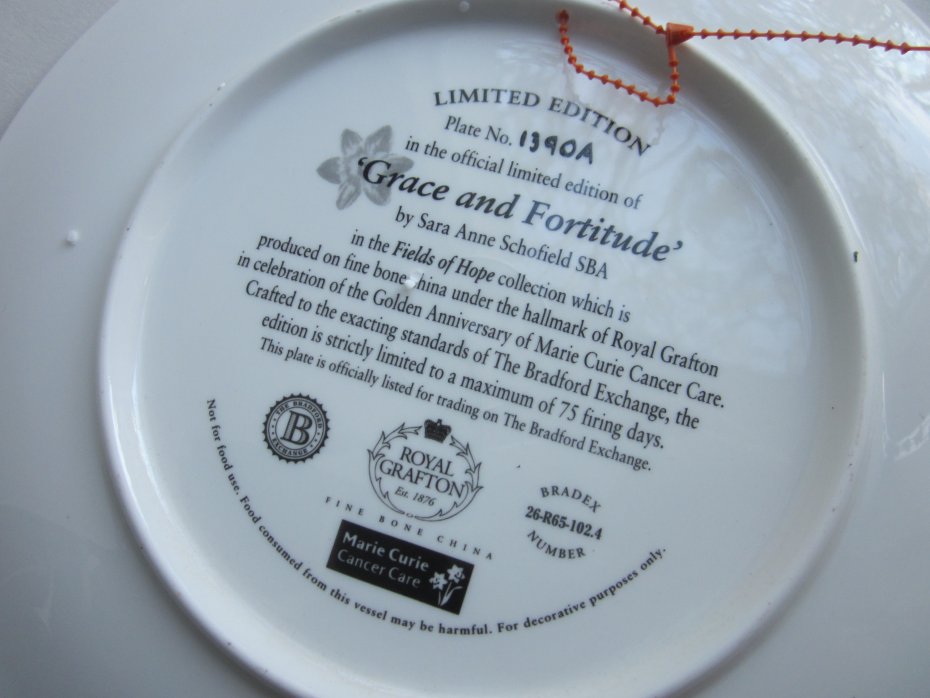 LIMITED EDITION
Plate No. 1390A
in the official limited edition of
'Grace and Fortitude'
by Sara Anne Schofield SBA
in the Fields of Hope collection which is
produced on fine bone china under the hallmark of Royal Grafton
in celebration of the Golden Anniversary of Marie Curie Cancer Care.
Crafted to the exacting standards of The Bradford Exchange, the
edition is strictly limited to a maximum of 75 firing days.
This plate is officially listed for trading on The Bradford Exchange.
THE BRADFORD
B
EXCHANGE
ROYAL
GRAFTON
Est. 1876
FINE BONE CHINA
BRADEX
26-R65-102.4
NUMBER
Marie Curie
Cancer Care
Not for food use. Food consumed from this vessel may be harmful. For decorative purposes only.